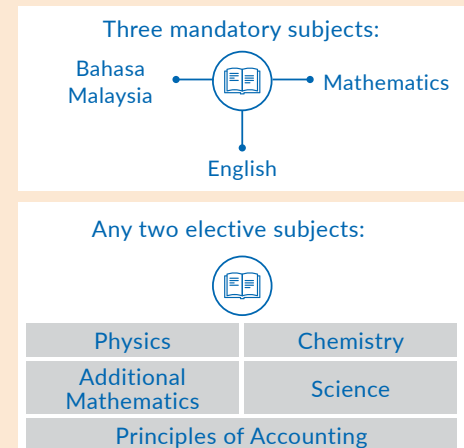 Three mandatory subjects:
Bahasa
Malaysia
Mathematics
English
Any two elective subjects:
Physics
Chemistry
Additional
Mathematics
Science
Principles of Accounting